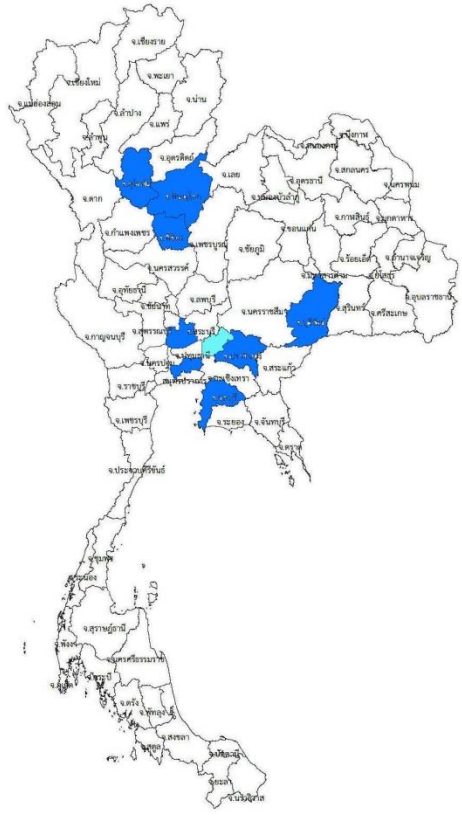 จ.เชียงราย
จ.พะเยา
จ.เชียงใหม่
จ.น่าน
จ.แม่ฮ่องสอน
จ.ลำปาง
จ.แพร่
จ.ลำพูน
จ.บึงกาฬ
จ.อุตรดิตถ์
จ.เลย
จ.สกลนคร
จ.อุดรธานี
จ.นครพนม
จ.ตาก
จ.กาฬสินธุ์
จ.มุกดาหาร
จ.กำแพงเพชร
จ.ขอนแก่น
จ.เพชรบูรณ์
จ.ชัยภูมิ
จ.ร้อยเอ็ด
จ.อำนาจเจริญ
จ.นครสวรรค์
จ.มหาสารคาม
จ.อุทัยธานี
จ.ลพบุรี
จ.อุบลราชธานี
จ.ชัยนาท
จ.นครราชสีมา
จ.สุรินทร์
จ.ศรีสะเกษ
จ.สุพรรณบุรี
จ.สระบุรี
จ.กาญจนบุรี
จ.ปทุมธานี
จ.สระแก้ว
จ.นครปฐม
จ.ฉะเชิงเทรา
จ.ราชบุรี
จ.เพชรบุรี
จ.ระยอง
จ.จันทบุรี
จ.ตราด
จ.ประจวบคีรีขันธ์
จ.ชุมพร
จ.ระนอง
จ.สุราษฎ์ธานี
จ.พังงา
จ.นครศรีธรรมราช
จ.กระบี่
จ.ตรัง
จ.พัทลุง
จ.สงขลา
จ.สตูล
จ.ปัตตานี
จ.ยะลา
จ.นราธิวาส